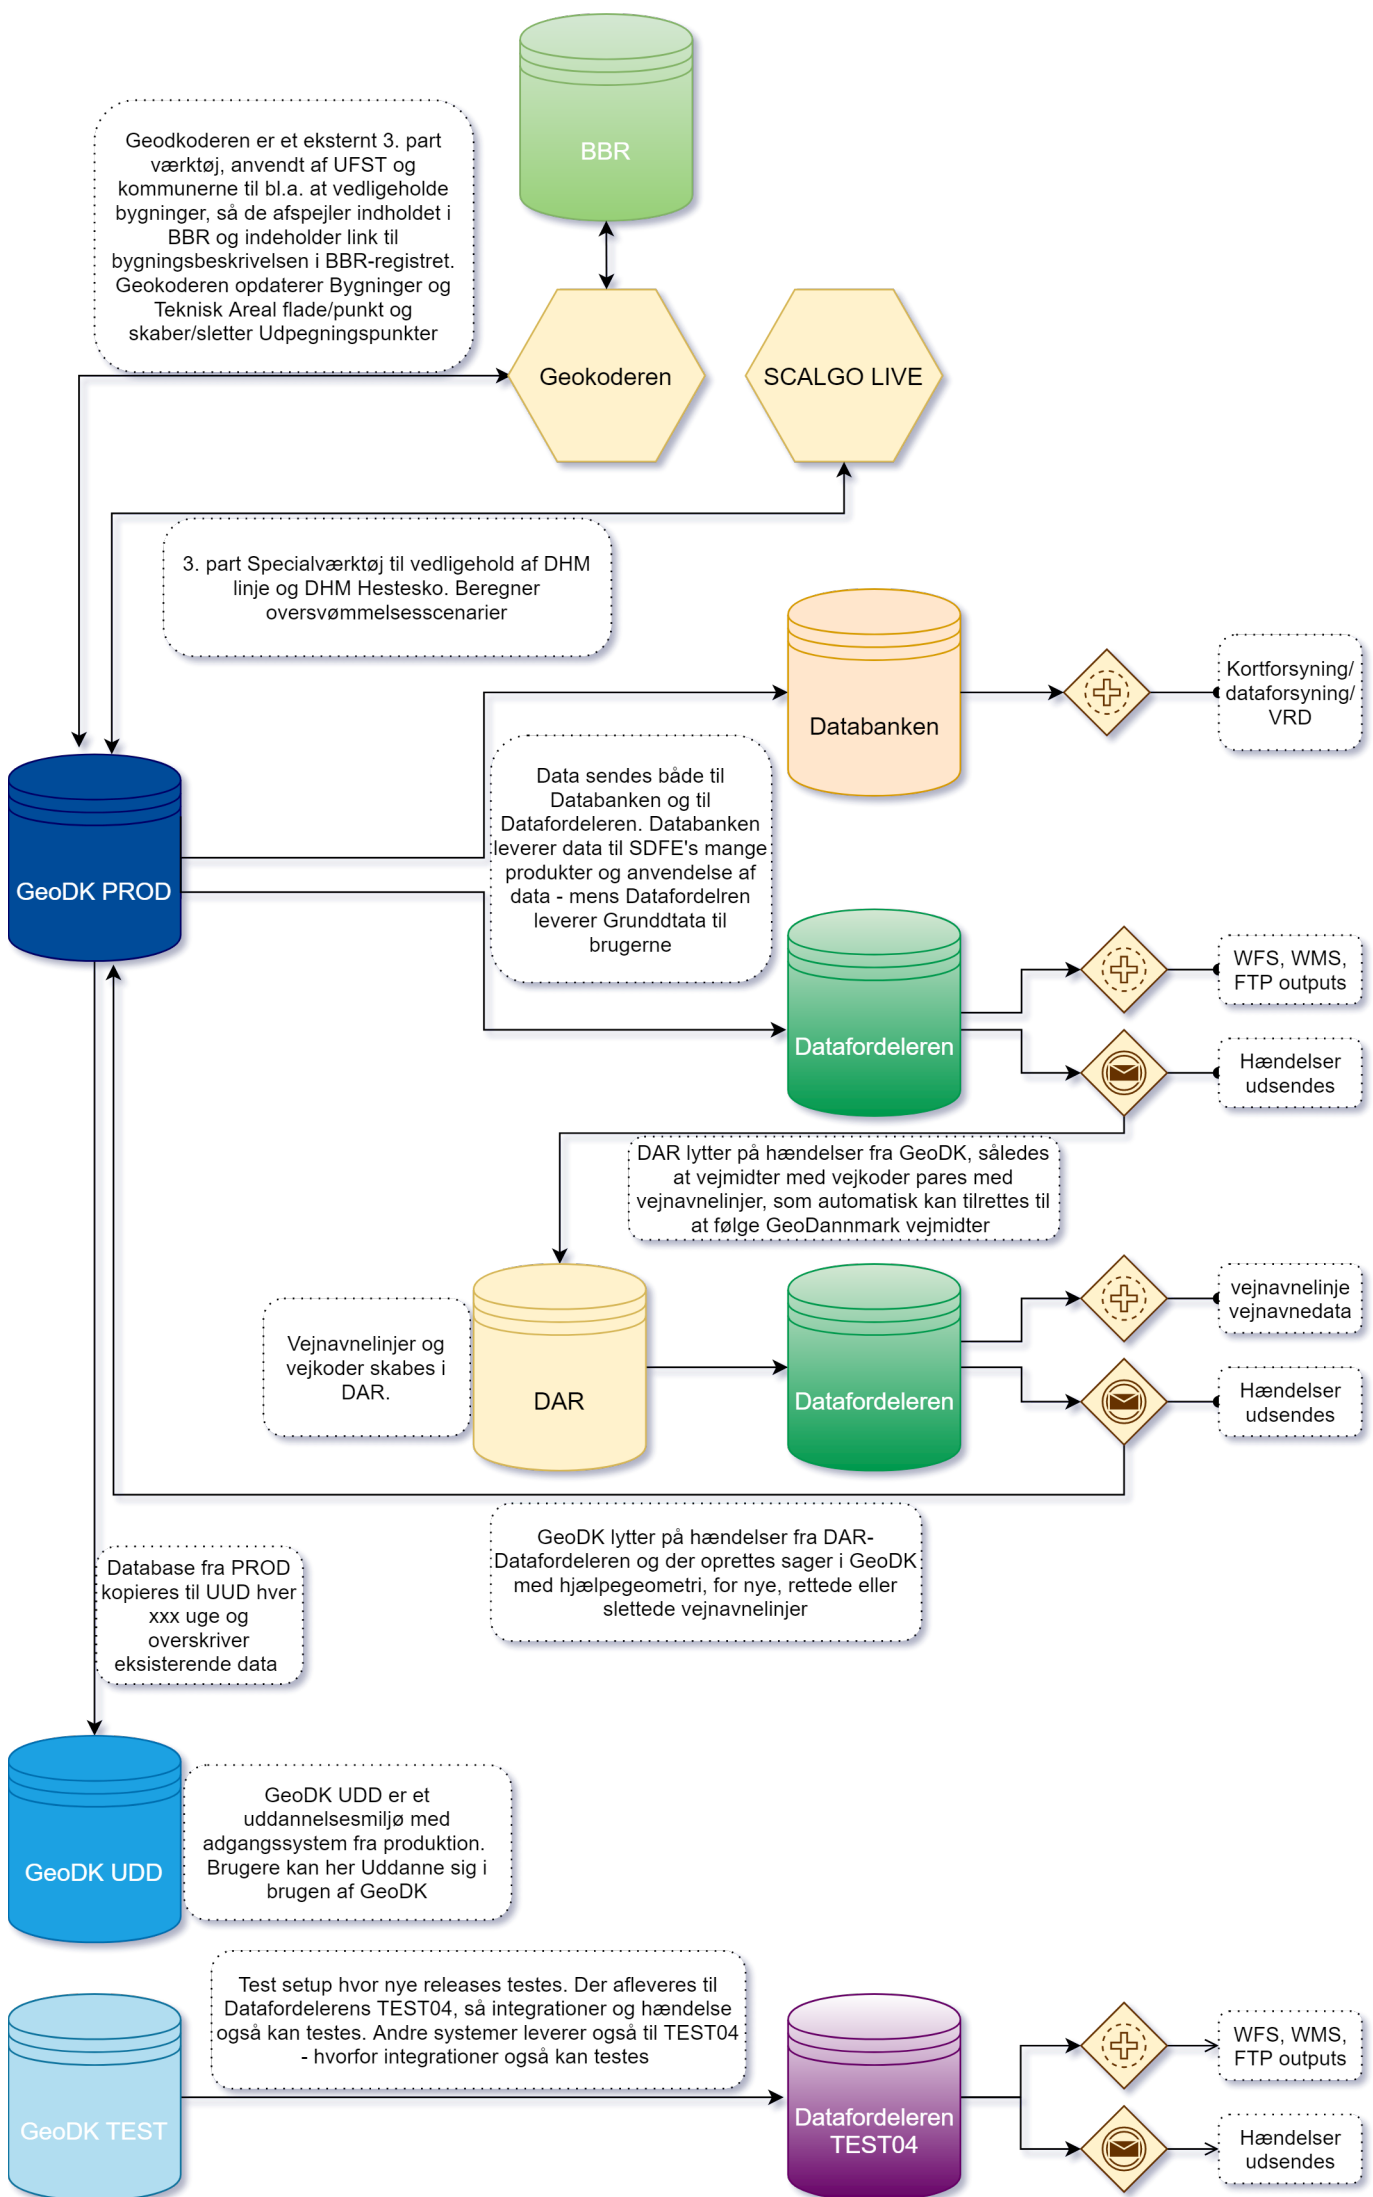 BBR
Geodkoderen er et eksternt 3. part
værktøj, anvendt af UFST og
kommunerne til bl.a. at vedligeholde
bygninger, så de afspejler indholdet i
BBR og indeholder link til
bygningsbeskrivelsen i BBR-registret.
Geokoderen opdaterer Bygninger og
Teknisk Areal flade/punkt og
skaber/sletter Udpegningspunkter
Geokoderen
SCALGO LIVE
3. part Specialværktøj til vedligehold af DHM
linje og DHM Hestesko. Beregner
oversvømmelsesscenarier
Databanken
Kortforsyning/
dataforsyning/
VRD
GeoDK PROD
Data sendes både til
Databanken og til
Datafordeleren. Databanken
leverer data til SDFE's mange
produkter og anvendelse af
data - mens Datafordelren
leverer Grunddtata til
brugerne
Datafordeleren
WFS, WMS,
FTP outputs
Hændelser
udsendes
DAR lytter på hændelser fra GeoDK, således
at vejmidter med vejkoder pares med
vejnavnelinjer, som automatisk kan tilrettes til
at følge GeoDannmark vejmidter
Vejnavnelinjer og
vejkoder skabes i
DAR.
DAR
Datafordeleren
vejnavnelinje
vejnavnedata
Hændelser
udsendes
GeoDK lytter på hændelser fra DAR-
Datafordeleren og der oprettes sager i GeoDK
med hjælpegeometri, for nye, rettede eller
slettede vejnavnelinjer
Database fra PROD
kopieres til UUD hver
xxx uge og
overskriver
eksisterende data
GeoDK UDD
GeoDK UDD er et
uddannelsesmiljø med
adgangssystem fra produktion.
Brugere kan her Uddanne sig i
brugen af GeoDK
Test setup hvor nye releases testes. Der afleveres til
Datafordelerens TEST04, så integrationer og hændelse
også kan testes. Andre systemer leverer også til TEST04
- hvorfor integrationer også kan testes
GeoDK TEST
Datafordeleren
TEST04
WFS, WMS,
FTP outputs
Hændelser
udsendes